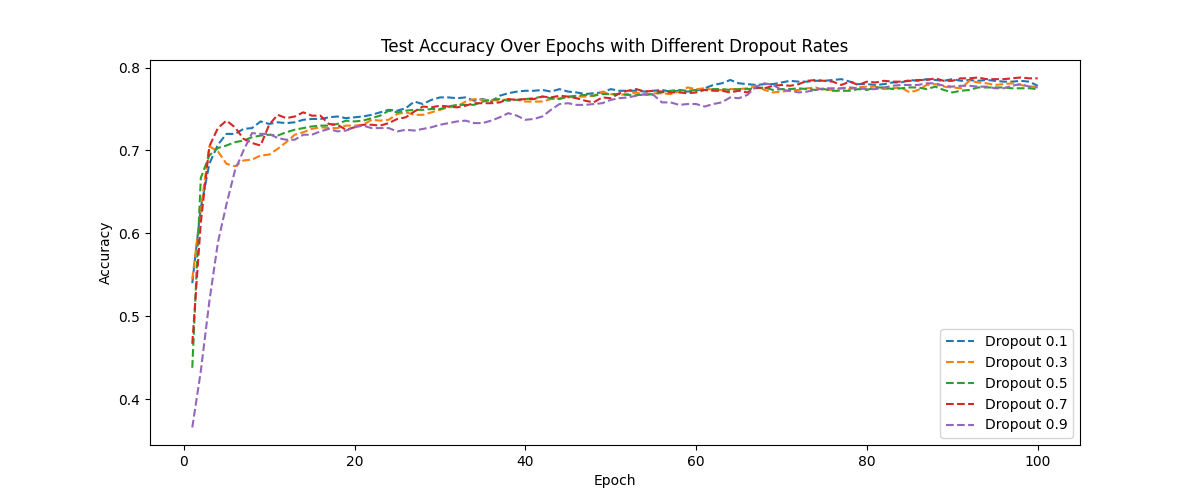 Test Accuracy Over Epochs with Different Dropout Rates
0.8
0.7
0.6
0.5
0.4
Accuracy
0
20
40
60
80
100
Epoch
Dropout 0.1
Dropout 0.3
Dropout 0.5
Dropout 0.7
Dropout 0.9